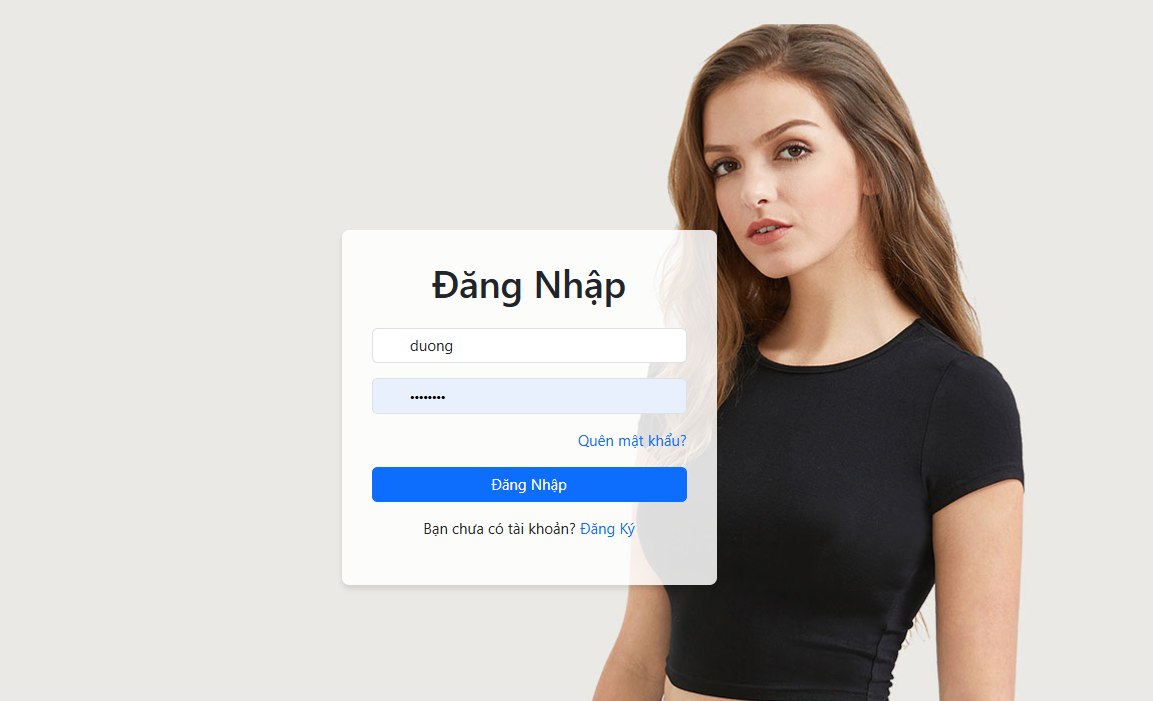 Đăng Nhập
duong
••••••••
Quên mật khẩu?
Đăng Nhập
Bạn chưa có tài khoản? Đăng Ký